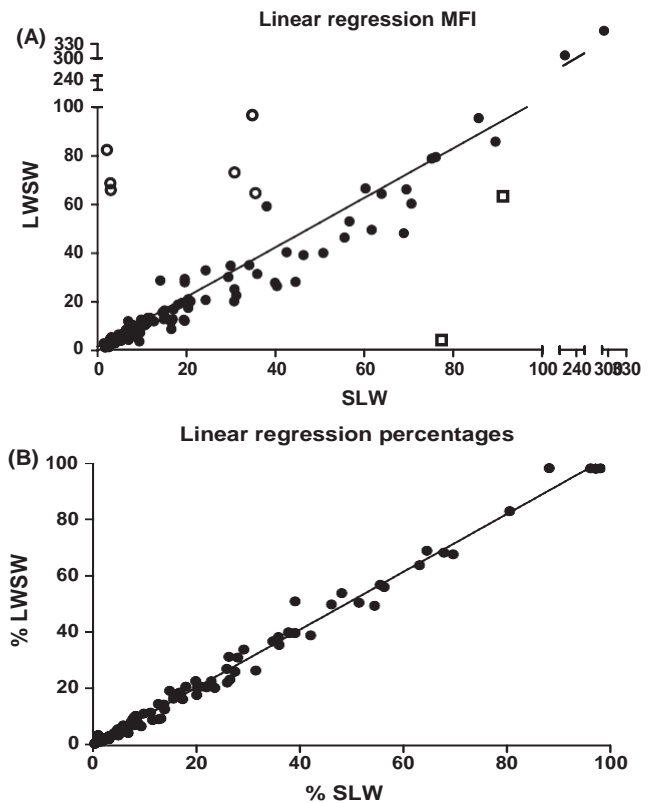 Linear regression MFI
(A)
330
300
240
100
80
60
40
20
0
LWSW
0 20 40 60 80 100 240 300 330
SLW
Linear regression percentages
(B)
100
80
60
40
20
0
% LWSW
0 20 40 60 80 100
% SLW